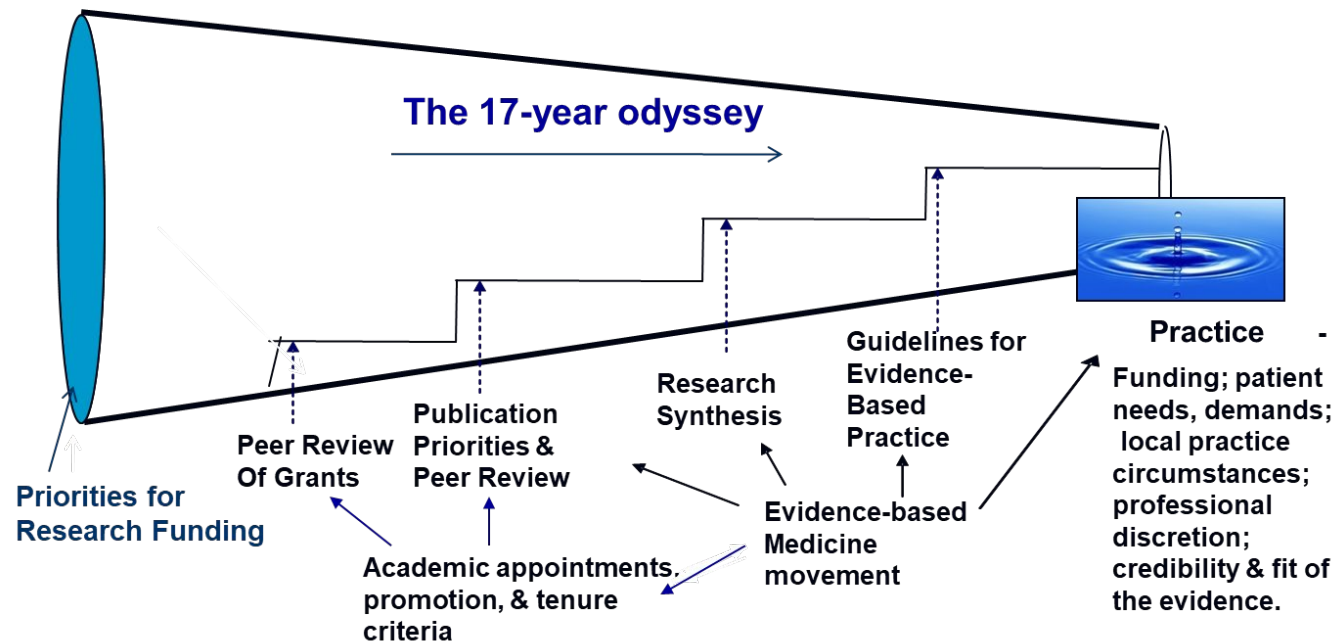 The 17-year odyssey
Priorities for
Research Funding
Peer Review
Of Grants
Publication
Priorities &
Peer Review
Research
Synthesis
Guidelines for
Evidence-
Based
Practice
Practice -
Funding; patient
needs, demands;
local practice
circumstances;
professional
discretion;
credibility & fit of
the evidence.
Academic appointments,
promotion, & tenure
criteria
Evidence-based
Medicine
movement